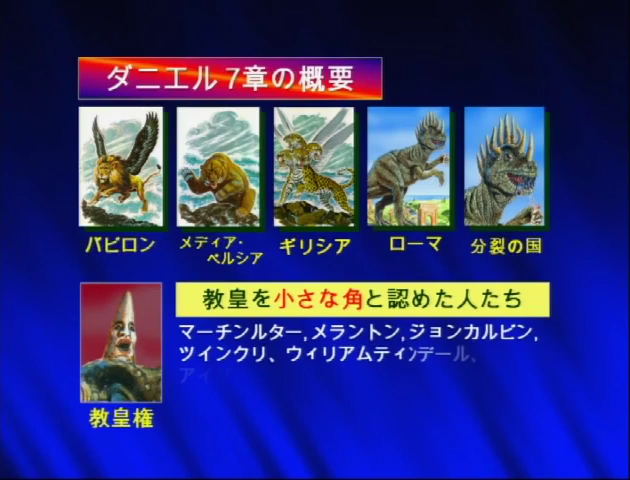 ダニエル7章の概要
バビロン
メディア・
ペルシア
ギリシア
ローマ
分裂の国
教皇を小さな角と認めた人たち
マーチンルター,メラントン,ジョンカルビン,
ツインクリ、ウィリアムティンデール、
アイ
教皇権